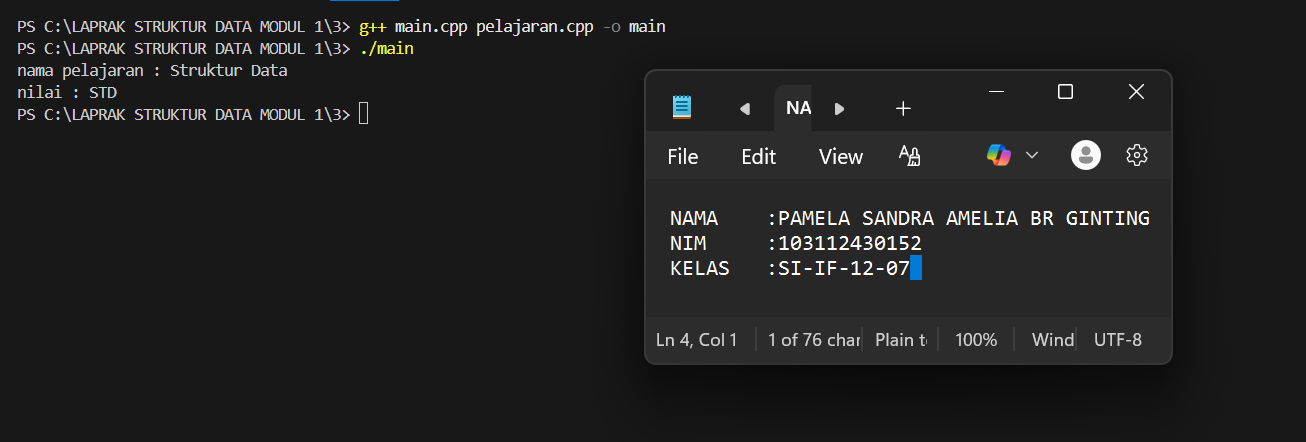 PS C:\LAPRAK STRUKTUR DATA MODUL 1\3> g++ main.cpp pelajaran.cpp -o main
PS C:\LAPRAK STRUKTUR DATA MODUL 1\3> ./main
nama pelajaran : Struktur Data
nilai : STD
PS C:\LAPRAK STRUKTUR DATA MODUL 1\3>
NA
File Edit View
NAMA    :PAMELA SANDRA AMELIA BR GINTING
NIM     :103112430152
KELAS   :SI-IF-12-07
Ln 4, Col 1 1 of 76 char Plain t 100% Wind UTF-8